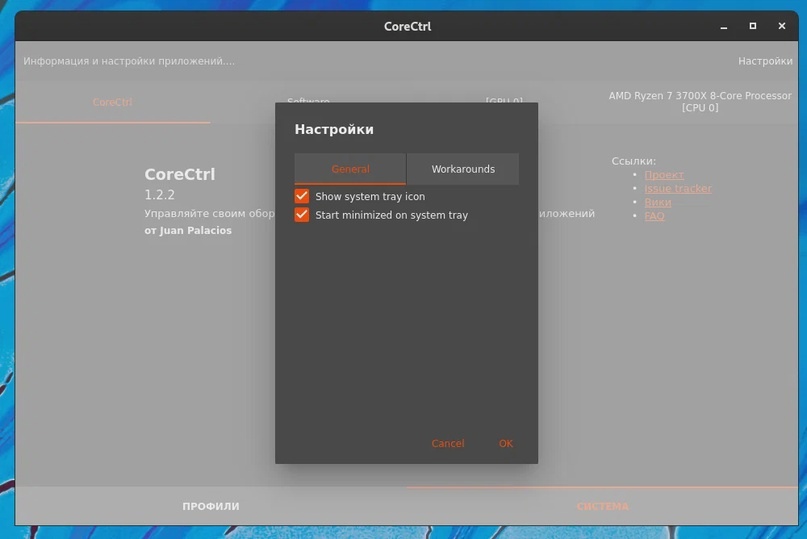 CoreCtrl
Информация и настройки приложений....
Настройки
CoreCtrl
Software
[GPU 0]
AMD Ryzen 7 3700X 8-Core Processor
[CPU 0]
Настройки
General
Workarounds
Show system tray icon
Start minimized on system tray
Cancel
OK
CoreCtrl
1.2.2
Управляйте своим обор
иложений
от Juan Palacios
Ссылки:
Проект
issue tracker
Вики
FAQ
ПРОФИЛИ
СИСТЕМА